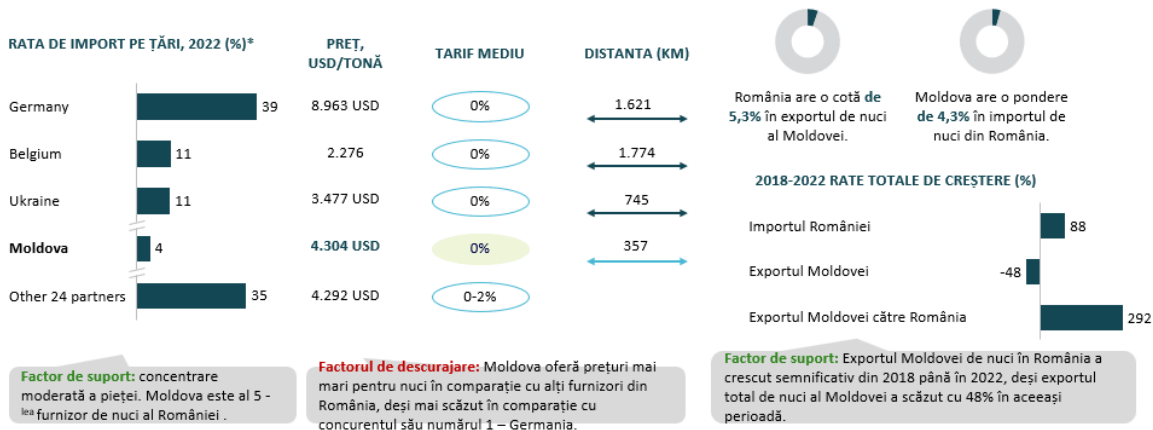 RATA DE IMPORT PE ȚĂRI, 2022 (%)*
PREȚ,
USD/TONĂ
TARIF MEDIU
DISTANTA (KM)
Germany 39 8.963 USD 0% 1.621
Belgium 11 2.276 0% 1.774
Ukraine 11 3.477 USD 0% 745
Moldova 4 4.304 USD 0% 357
Other 24 partners 35 4.292 USD 0-2%
Factor de suport: concentrare
moderată a pieței. Moldova este al 5 -
lea furnizor de nuci al României .
Factorul de descurajare: Moldova oferă prețuri mai
mari pentru nuci în comparație cu alți furnizori din
România, deși mai scăzut în comparație cu
concurentul său numărul 1 – Germania.
România are o cotă de
5,3% în exportul de nuci
al Moldovei.
Moldova are o pondere
de 4,3% în importul de
nuci din România.
2018-2022 RATE TOTALE DE CREȘTERE (%)
Importul României 88
Exportul Moldovei -48
Exportul Moldovei către România 292
Factor de suport: Exportul Moldovei de nuci în România a
crescut semnificativ din 2018 până în 2022, deși exportul
total de nuci al Moldovei a scăzut cu 48% în aceeași
perioadă.